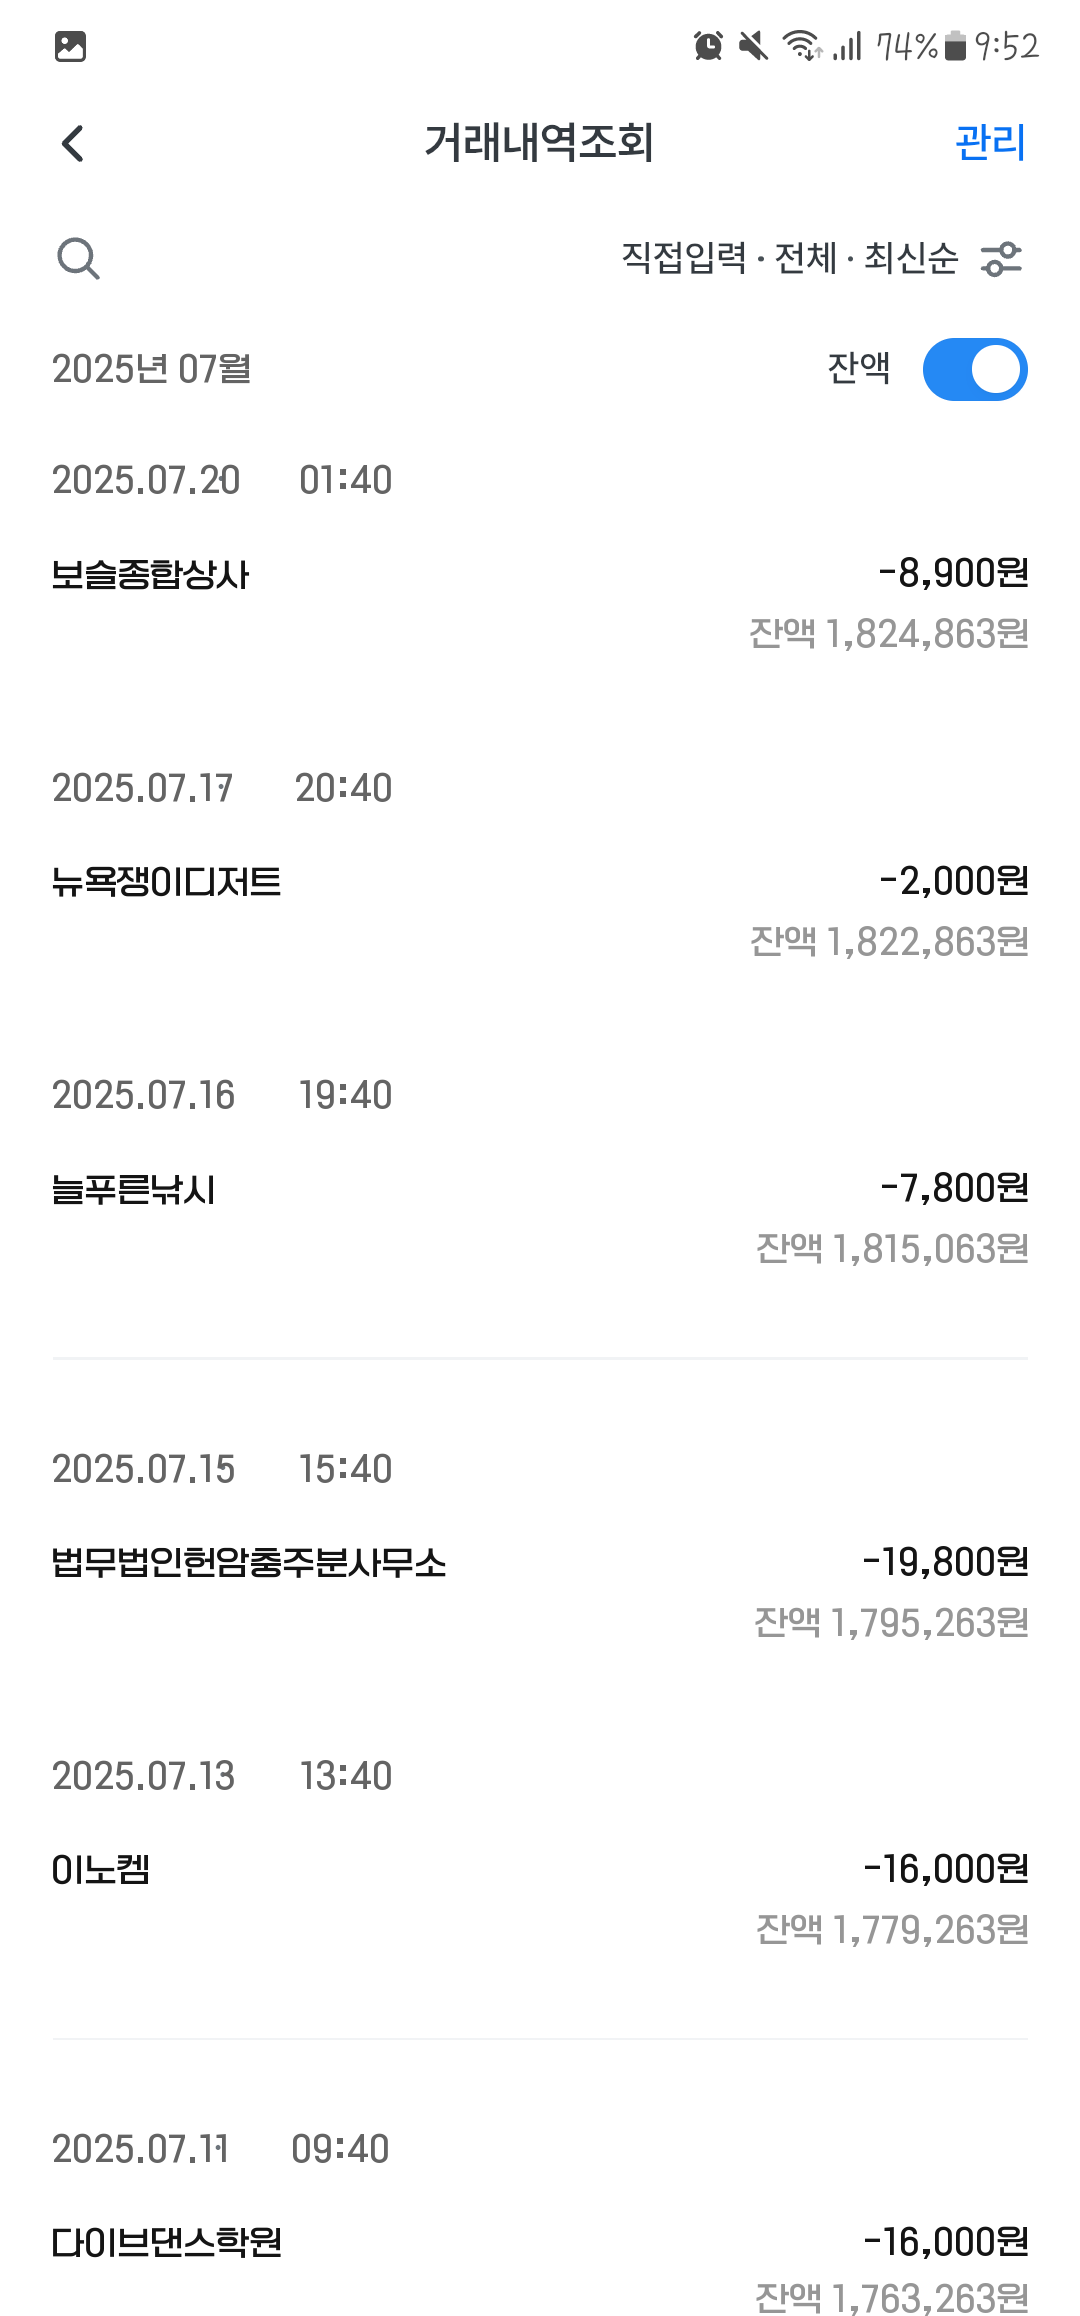 74% 9:52
거래내역조회 관리
직접입력 · 전체 · 최신순
2025년 07월 잔액
2025.07.20 01:40
보슬종합상사 -8,900원
잔액 1,824,863원
2025.07.17 20:40
뉴욕쟁이디저트 -2,000원
잔액 1,822,863원
2025.07.16 19:40
늘푸른낚시 -7,800원
잔액 1,815,063원
2025.07.15 15:40
법무법인헌암충주분사무소 -19,800원
잔액 1,795,263원
2025.07.13 13:40
이노켐 -16,000원
잔액 1,779,263원
2025.07.11 09:40
다이브댄스학원 -16,000원
잔액 1,763,263원